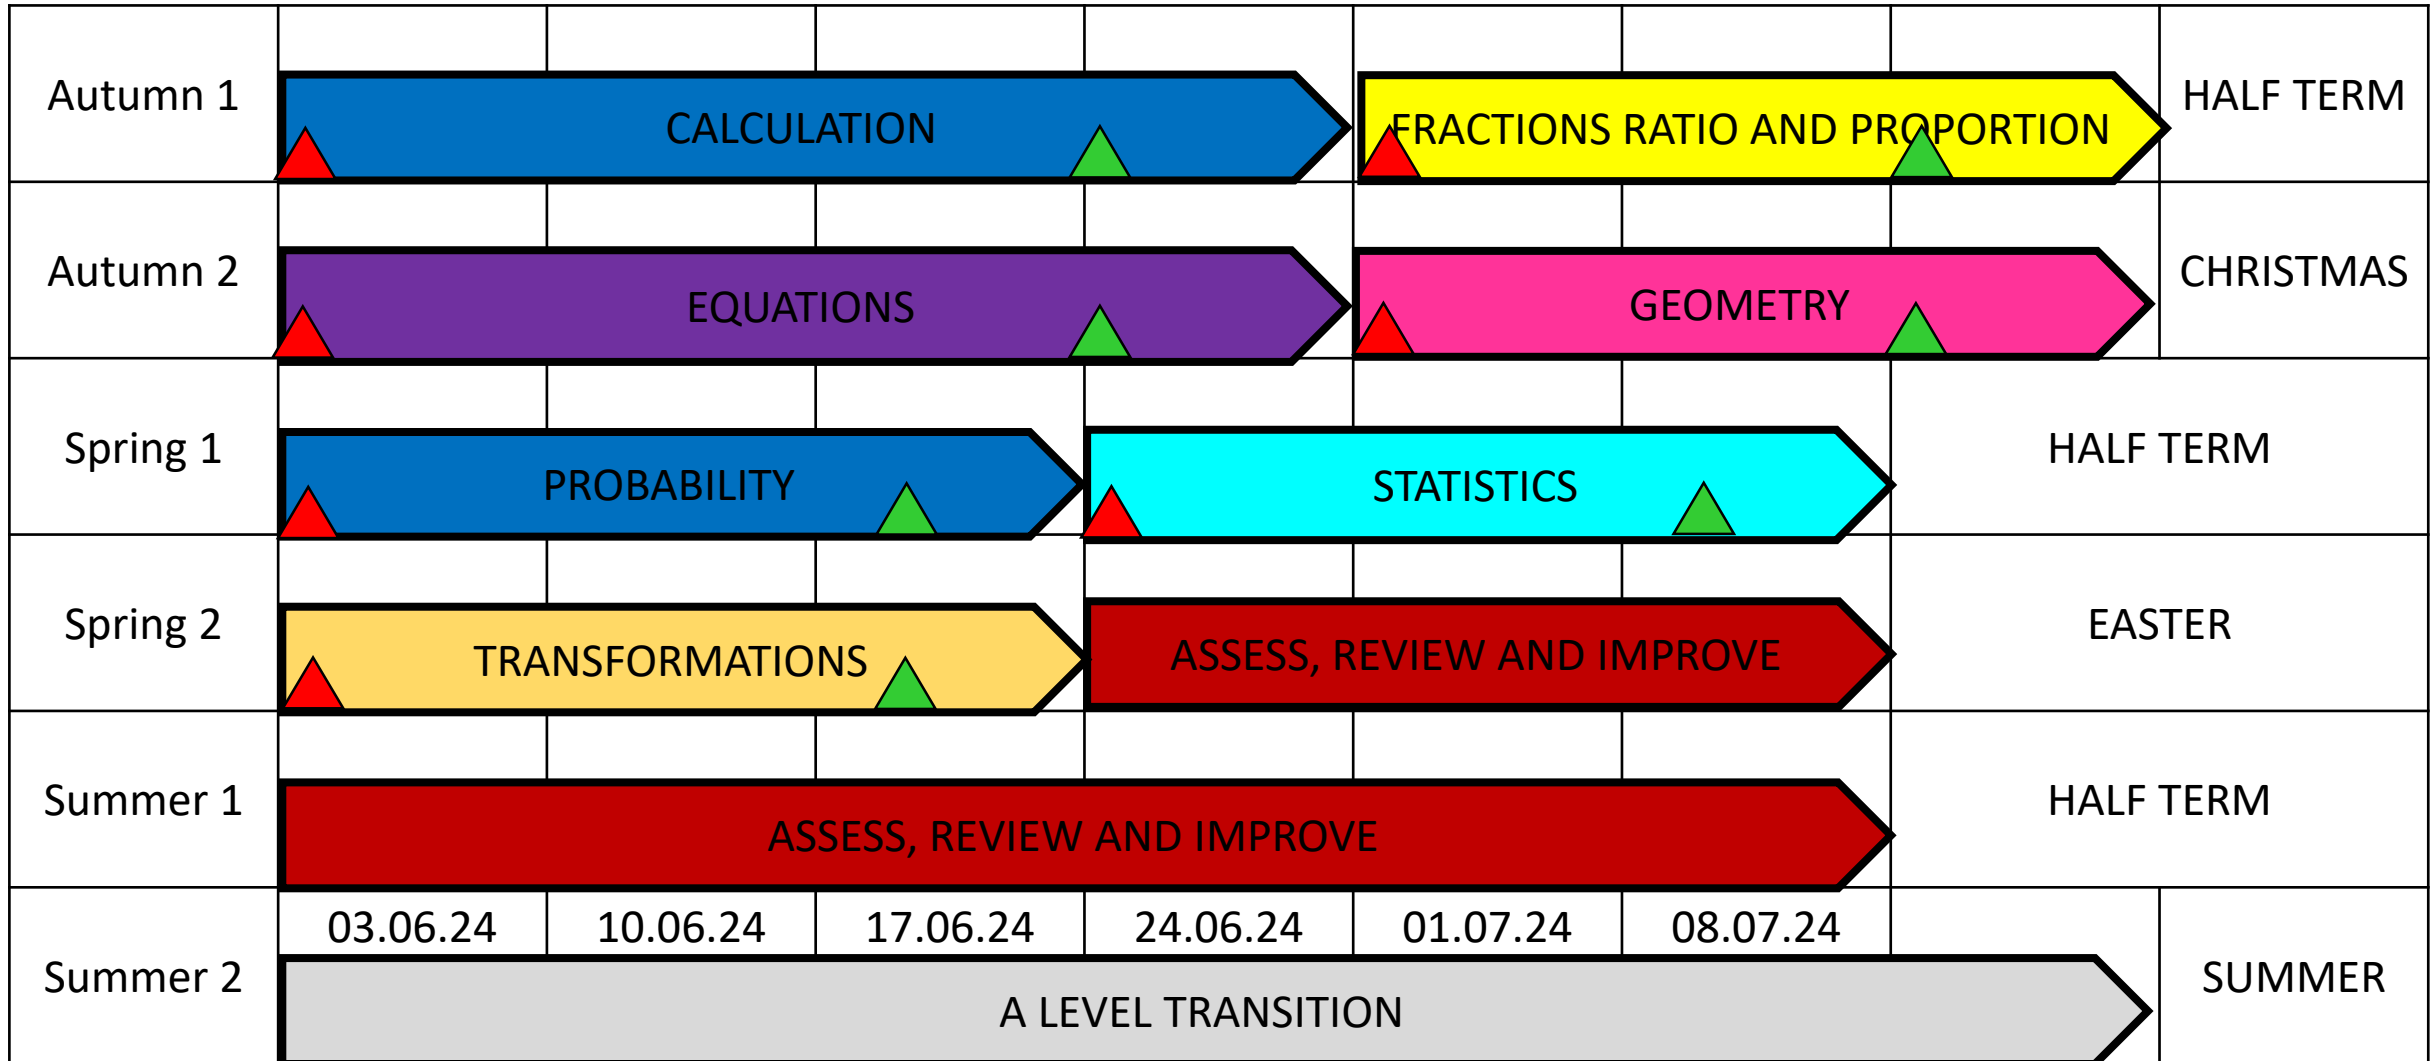 Autumn 1
CALCULATION
FRACTIONS RATIO AND PROPORTION
HALF TERM
Autumn 2
EQUATIONS
GEOMETRY
CHRISTMAS
Spring 1
PROBABILITY
STATISTICS
HALF TERM
Spring 2
TRANSFORMATIONS
ASSESS, REVIEW AND IMPROVE
EASTER
Summer 1
ASSESS, REVIEW AND IMPROVE
HALF TERM
Summer 2
03.06.24
10.06.24
17.06.24
24.06.24
01.07.24
08.07.24
A LEVEL TRANSITION
SUMMER